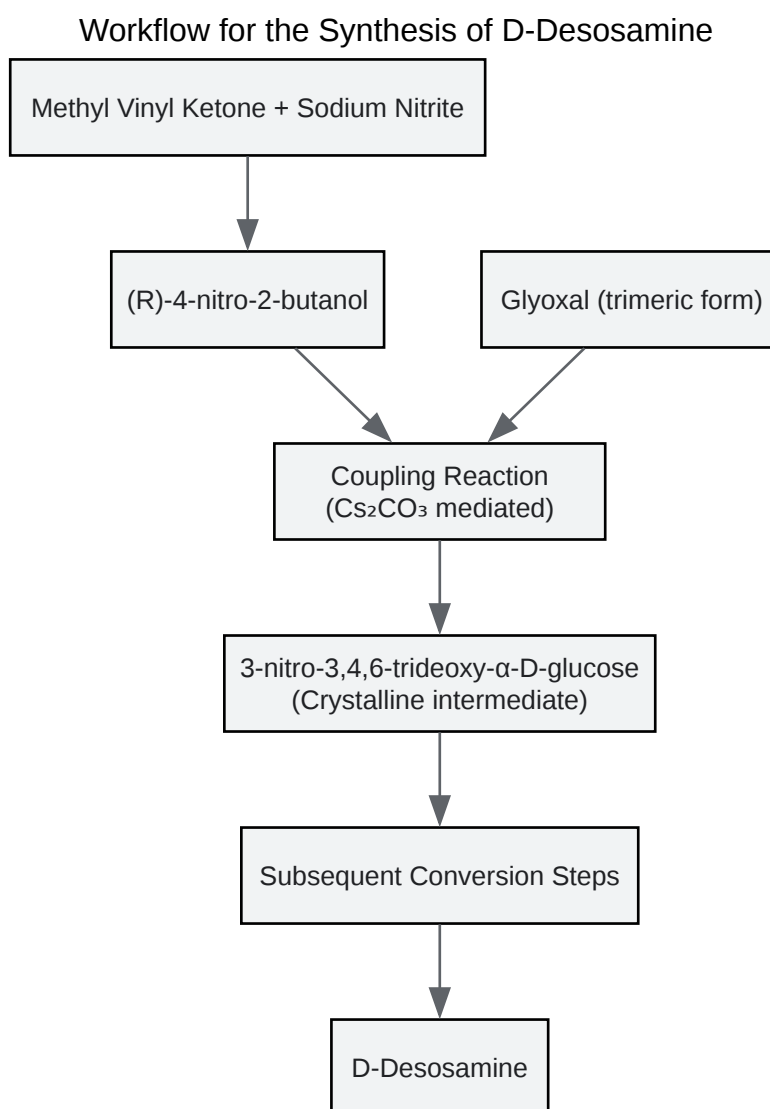 Workflow for the Synthesis of D-Desosamine
Methyl Vinyl Ketone + Sodium Nitrite
(R)-4-nitro-2-butanol
Glyoxal (trimeric form)
Coupling Reaction
(Cs₂CO₃ mediated)
3-nitro-3,4,6-trideoxy-α-D-glucose
(Crystalline intermediate)
Subsequent Conversion Steps
D-Desosamine